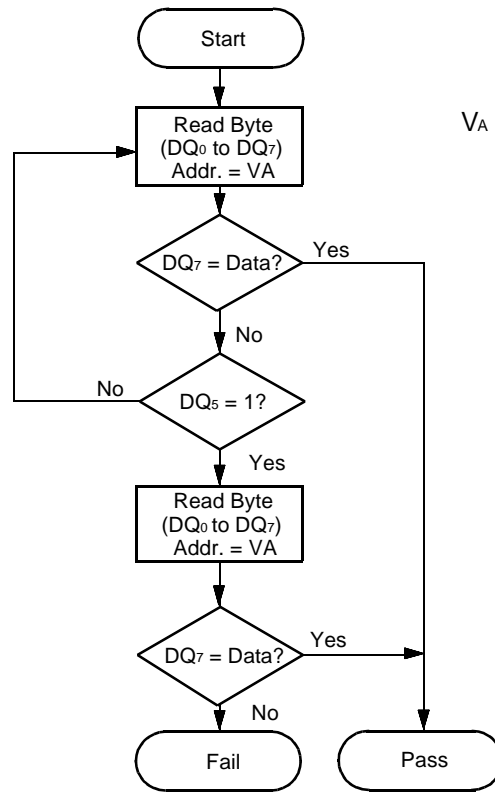 Start
Read Byte
(DQ0 to DQ7)
Addr. = VA
VA
DQ7 = Data?
Yes
No
DQ5 = 1?
No
Yes
Read Byte
(DQ0 to DQ7)
Addr. = VA
DQ7 = Data?
Yes
No
Fail
Pass